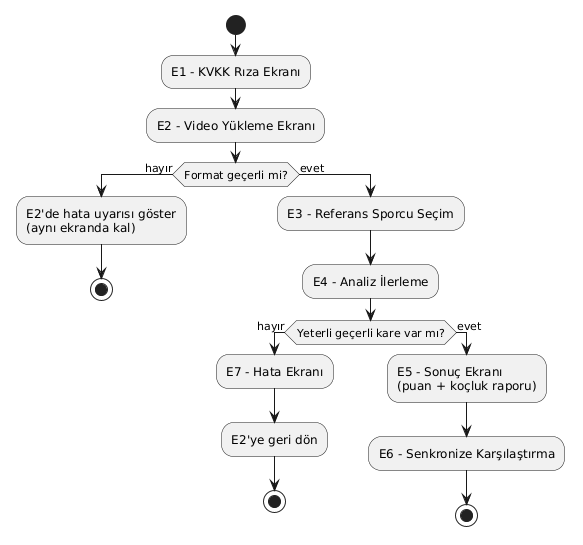 E1 - KVKK Rıza Ekranı
E2 - Video Yükleme Ekranı
hayır
Format geçerli mi?
evet
E2'de hata uyarısı göster
(aynı ekranda kal)
E3 - Referans Sporcu Seçim
E4 - Analiz İlerleme
hayır
Yeterli geçerli kare var mı?
evet
E7 - Hata Ekranı
E5 - Sonuç Ekranı
(puan + koçluk raporu)
E2'ye geri dön
E6 - Senkronize Karşılaştırma